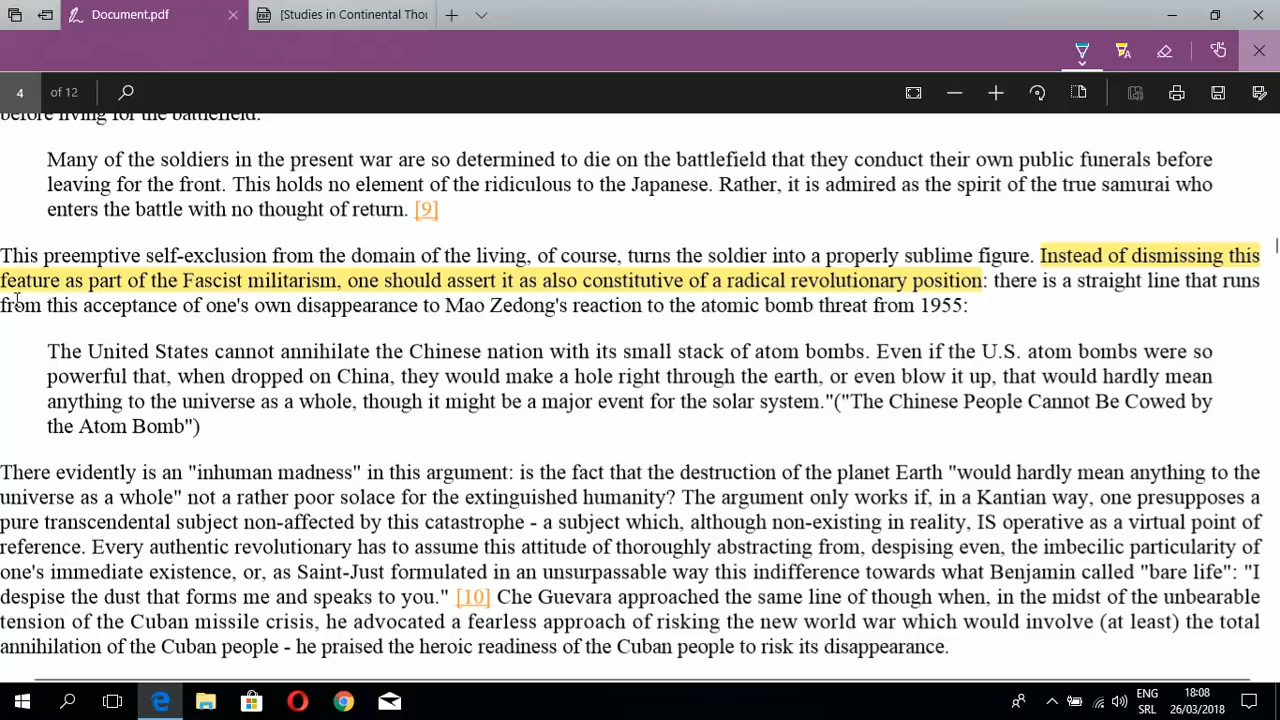 Document.pdf
[Studies in Continental Thou
4 of 12
before living for the battlefield.
Many of the soldiers in the present war are so determined to die on the battlefield that they conduct their own public funerals before
leaving for the front. This holds no element of the ridiculous to the Japanese. Rather, it is admired as the spirit of the true samurai who
enters the battle with no thought of return. [9]
This preemptive self-exclusion from the domain of the living, of course, turns the soldier into a properly sublime figure. Instead of dismissing this
feature as part of the Fascist militarism, one should assert it as also constitutive of a radical revolutionary position: there is a straight line that runs
from this acceptance of one's own disappearance to Mao Zedong's reaction to the atomic bomb threat from 1955:
The United States cannot annihilate the Chinese nation with its small stack of atom bombs. Even if the U.S. atom bombs were so
powerful that, when dropped on China, they would make a hole right through the earth, or even blow it up, that would hardly mean
anything to the universe as a whole, though it might be a major event for the solar system."("The Chinese People Cannot Be Cowed by
the Atom Bomb")
There evidently is an "inhuman madness" in this argument: is the fact that the destruction of the planet Earth "would hardly mean anything to the
universe as a whole" not a rather poor solace for the extinguished humanity? The argument only works if, in a Kantian way, one presupposes a
pure transcendental subject non-affected by this catastrophe - a subject which, although non-existing in reality, IS operative as a virtual point of
reference. Every authentic revolutionary has to assume this attitude of thoroughly abstracting from, despising even, the imbecilic particularity of
one's immediate existence, or, as Saint-Just formulated in an unsurpassable way this indifference towards what Benjamin called "bare life": "I
despise the dust that forms me and speaks to you." [10] Che Guevara approached the same line of though when, in the midst of the unbearable
tension of the Cuban missile crisis, he advocated a fearless approach of risking the new world war which would involve (at least) the total
annihilation of the Cuban people - he praised the heroic readiness of the Cuban people to risk its disappearance.
ENG 18:08
SRL 26/03/2018